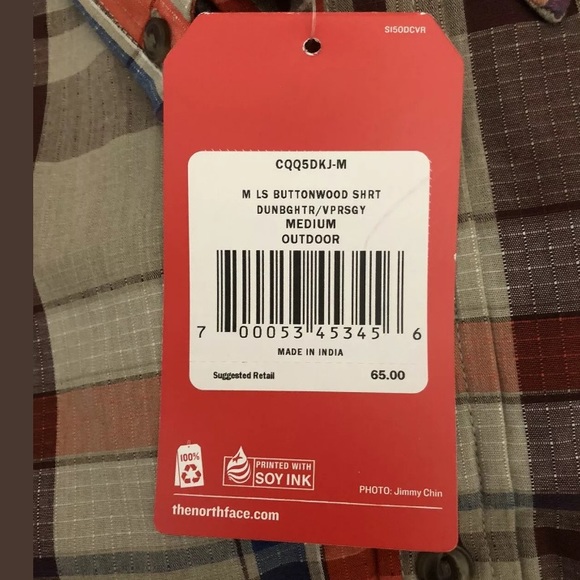 SI50DCVR
CQQ5DKJ-M
M LS BUTTONWOOD SHRT
DUNBGHTR/VPRSGY
MEDIUM
OUTDOOR
7 00053 45345 6
MADE IN INDIA
Suggested Retail 65.00
100%
PRINTED WITH
SOY INK
PHOTO: Jimmy Chin
thenorthface.com